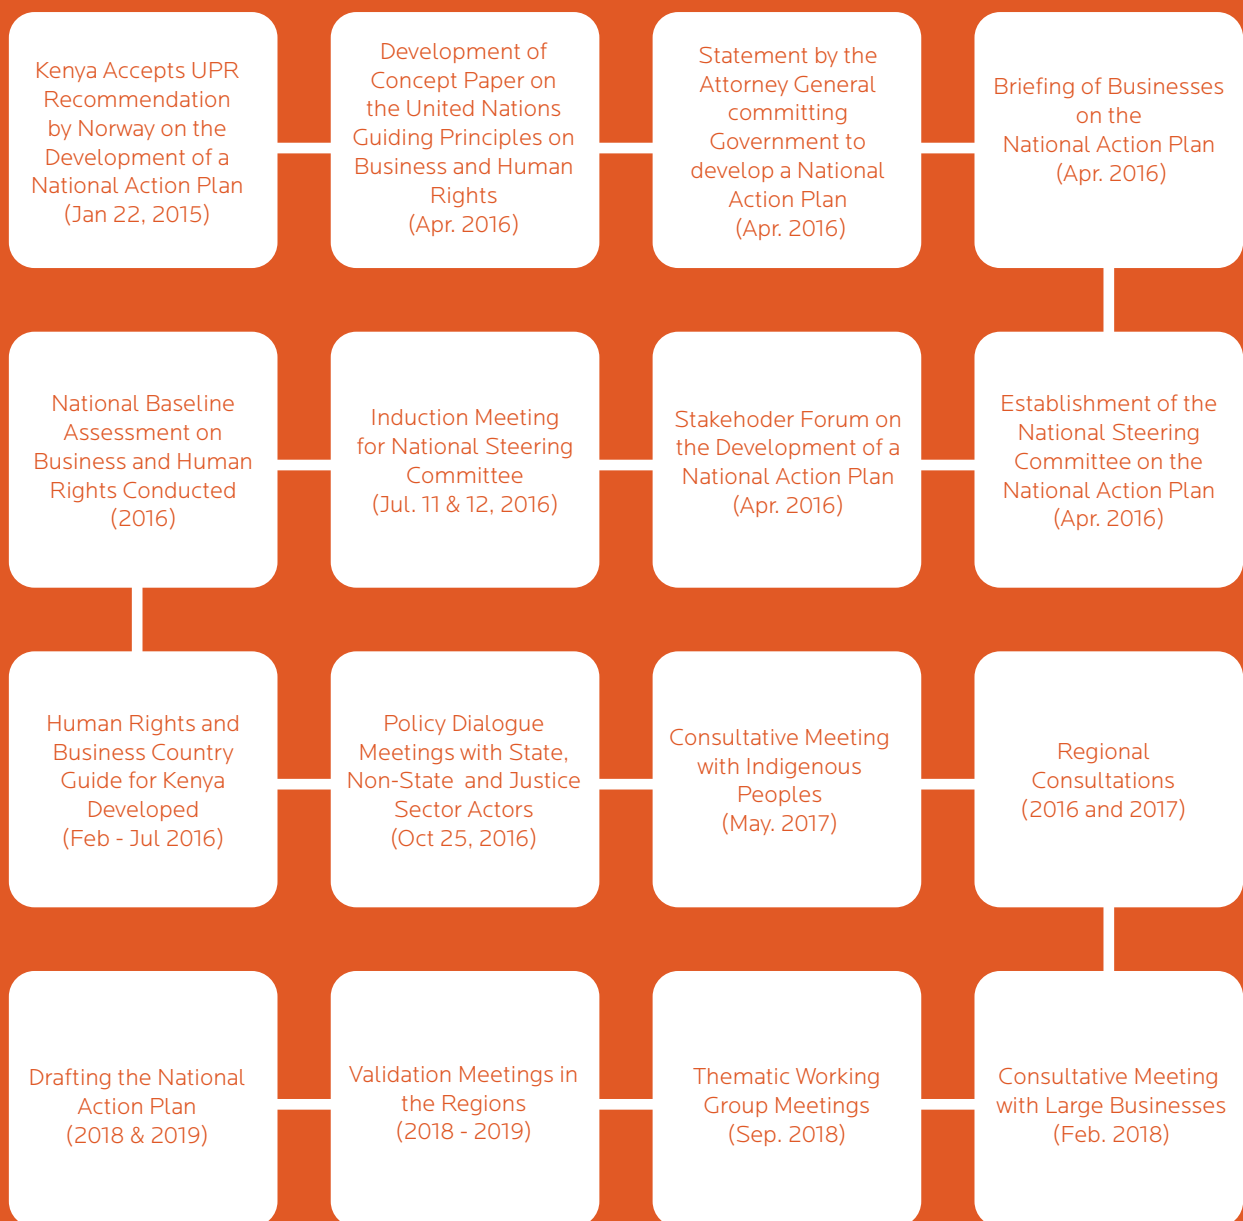 Kenya Accepts UPR
Recommendation
by Norway on the
Development of a
National Action Plan
(Jan 22, 2015)
Development of
Concept Paper on
the United Nations
Guiding Principles on
Business and Human
Rights
(Apr. 2016)
Statement by the
Attorney General
committing
Government to
develop a National
Action Plan
(Apr. 2016)
Briefing of Businesses
on the
National Action Plan
(Apr. 2016)
Establishment of the
National Steering
Committee on the
National Action Plan
(Apr. 2016)
Stakehoder Forum on
the Development of a
National Action Plan
(Apr. 2016)
Induction Meeting
for National Steering
Committee
(Jul. 11 & 12, 2016)
National Baseline
Assessment on
Business and Human
Rights Conducted
(2016)
Human Rights and
Business Country
Guide for Kenya
Developed
(Feb - Jul 2016)
Policy Dialogue
Meetings with State,
Non-State and Justice
Sector Actors
(Oct 25, 2016)
Consultative Meeting
with Indigenous
Peoples
(May. 2017)
Regional
Consultations
(2016 and 2017)
Consultative Meeting
with Large Businesses
(Feb. 2018)
Thematic Working
Group Meetings
(Sep. 2018)
Validation Meetings in
the Regions
(2018 - 2019)
Drafting the National
Action Plan
(2018 & 2019)